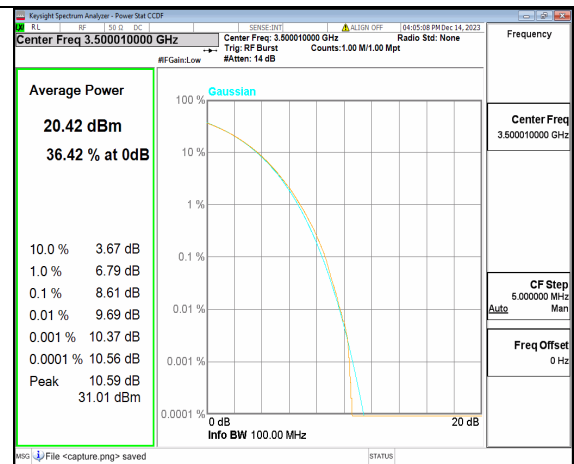 Keysight Spectrum Analyzer - Power Stat CCDF
RL RF 50 Ω DC SENSE:INT ALIGN OFF 04:05:08 PM Dec 14, 2023
Center Freq 3.500010000 GHz
Center Freq: 3.500010000 GHz Radio Std: None
Trig: RF Burst Counts:1.00 M/1.00 Mpt
#IFGain:Low #Atten: 14 dB
Frequency
Average Power
20.42 dBm
36.42 % at 0dB
10.0 % 3.67 dB
1.0 % 6.79 dB
0.1 % 8.61 dB
0.01 % 9.69 dB
0.001 % 10.37 dB
0.0001 % 10.56 dB
Peak 10.59 dB
31.01 dBm
Gaussian
100 %
10 %
1 %
0.1 %
0.01 %
0.001 %
0.0001 %
0 dB 20 dB
Info BW 100.00 MHz
Center Freq
3.500010000 GHz
CF Step
5.000000 MHz
Auto Man
Freq Offset
0 Hz
MSG File <capture.png> saved STATUS